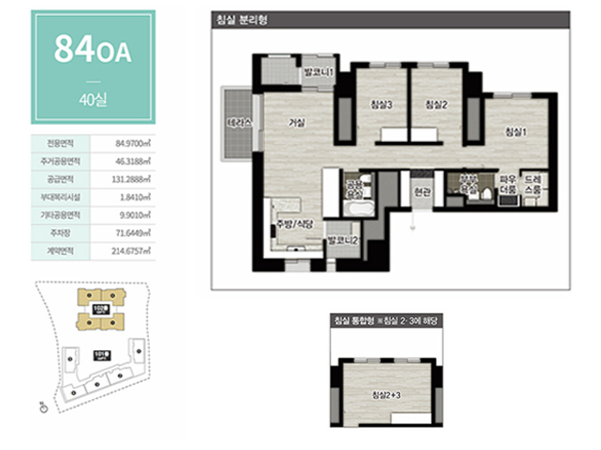 84OA
40실
전용면적 84.9700㎡
주거공용면적 46.3188㎡
공급면적 131.2888㎡
부대복리시설 1.8410㎡
기타공용면적 9.9010㎡
주차장 71.6449㎡
계약면적 214.6757㎡
102동
101동
침실 분리형
발코니1
테라스
거실
침실3
침실2
침실1
공용욕실
현관
부부욕실
파우더룸
드레스룸
주방/식당
발코니2
침실 통합형 ※침실 2·3에 해당
침실2+3